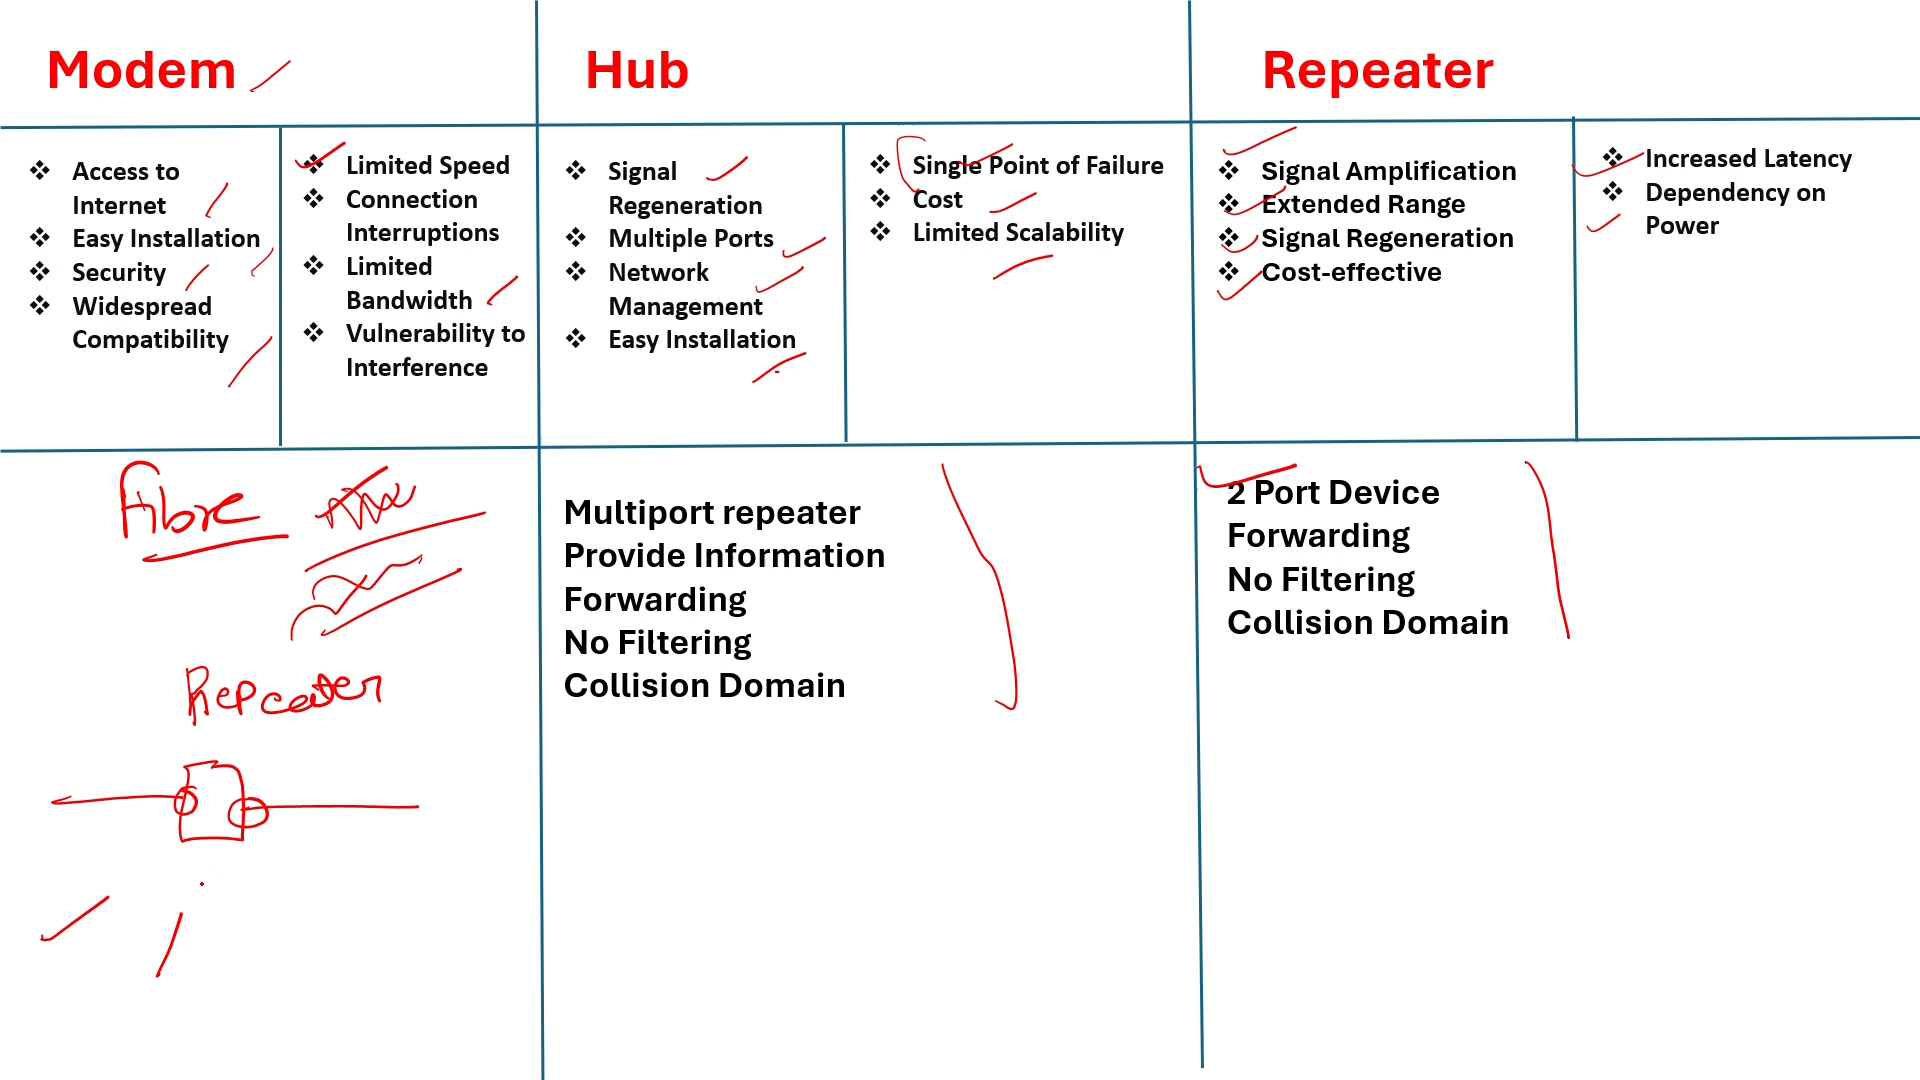 Modem
Hub
Repeater
Access to
Internet
Easy Installation
Security
Widespread
Compatibility
Limited Speed
Connection
Interruptions
Limited
Bandwidth
Vulnerability to
Interference
Signal
Regeneration
Multiple Ports
Network
Management
Easy Installation
Single Point of Failure
Cost
Limited Scalability
Signal Amplification
Extended Range
Signal Regeneration
Cost-effective
Increased Latency
Dependency on
Power
Fibre
Repeater
Multiport repeater
Provide Information
Forwarding
No Filtering
Collision Domain
2 Port Device
Forwarding
No Filtering
Collision Domain